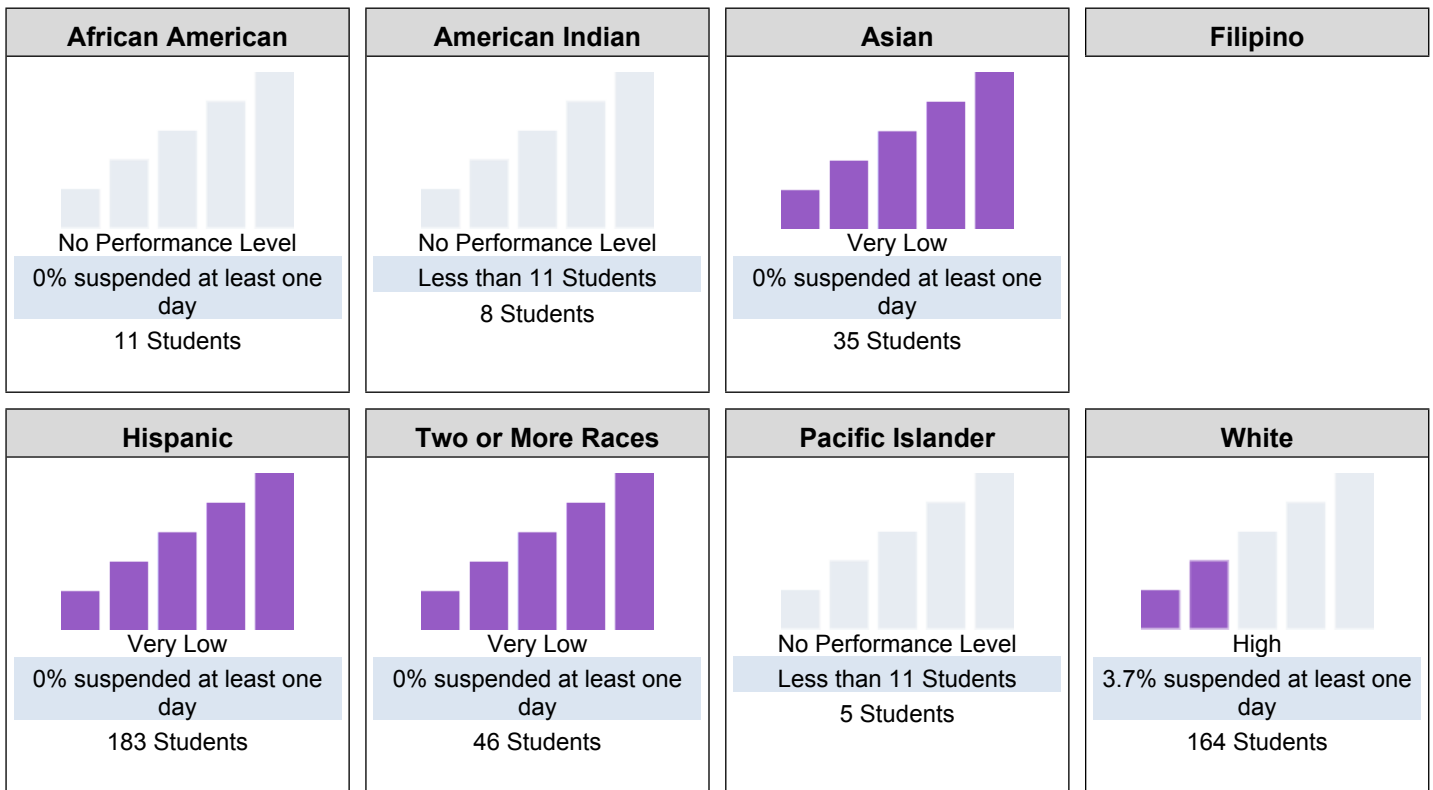 African American
No Performance Level
0% suspended at least one
day
11 Students
American Indian
No Performance Level
Less than 11 Students
8 Students
Asian
Very Low
0% suspended at least one
day
35 Students
Filipino
Hispanic
Very Low
0% suspended at least one
day
183 Students
Two or More Races
Very Low
0% suspended at least one
day
46 Students
Pacific Islander
No Performance Level
Less than 11 Students
5 Students
White
High
3.7% suspended at least one
day
164 Students